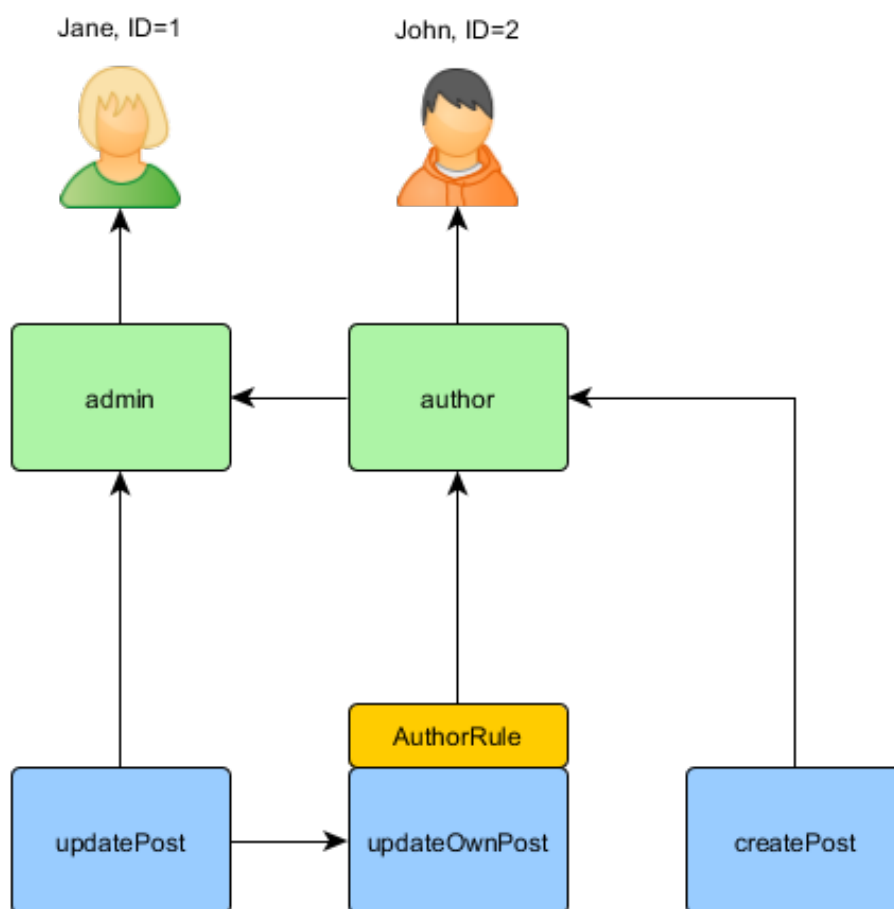 Jane, ID=1
John, ID=2
admin
author
AuthorRule
updatePost
updateOwnPost
createPost